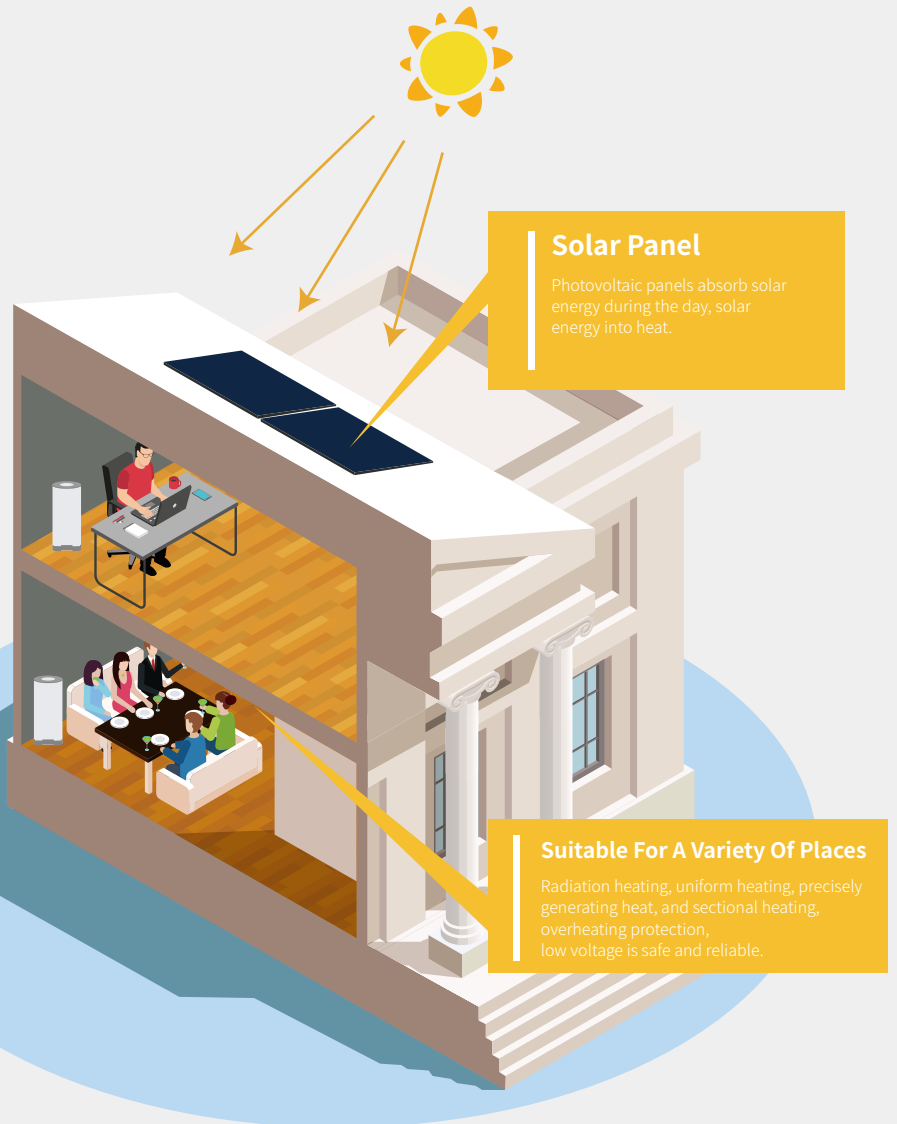 Solar Panel
Photovoltaic panels absorb solar
energy during the day, solar
energy into heat.
Suitable For A Variety Of Places
Radiation heating, uniform heating, precisely
generating heat, and sectional heating,
overheating protection,
low voltage is safe and reliable.